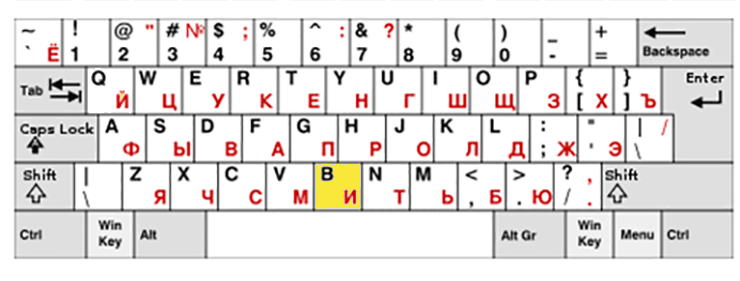 ~ ! @ " # № $ ; % ^ : & ? * ( ) _ +
` Ё 1 2 3 4 5 6 7 8 9 0 - = Backspace
Q W E R T Y U I O P { } Enter
Tab Й Ц У К Е Н Г Ш Щ З [ Х ] Ъ
Caps Lock A S D F G H J K L : " | /
Ф Ы В А П Р О Л Д ; Ж ' Э \
Shift | Z X C V B N M < > ? , Shift
\ Я Ч С М И Т Ь , Б . Ю / .
Ctrl Win Key Alt Alt Gr Win Key Menu Ctrl